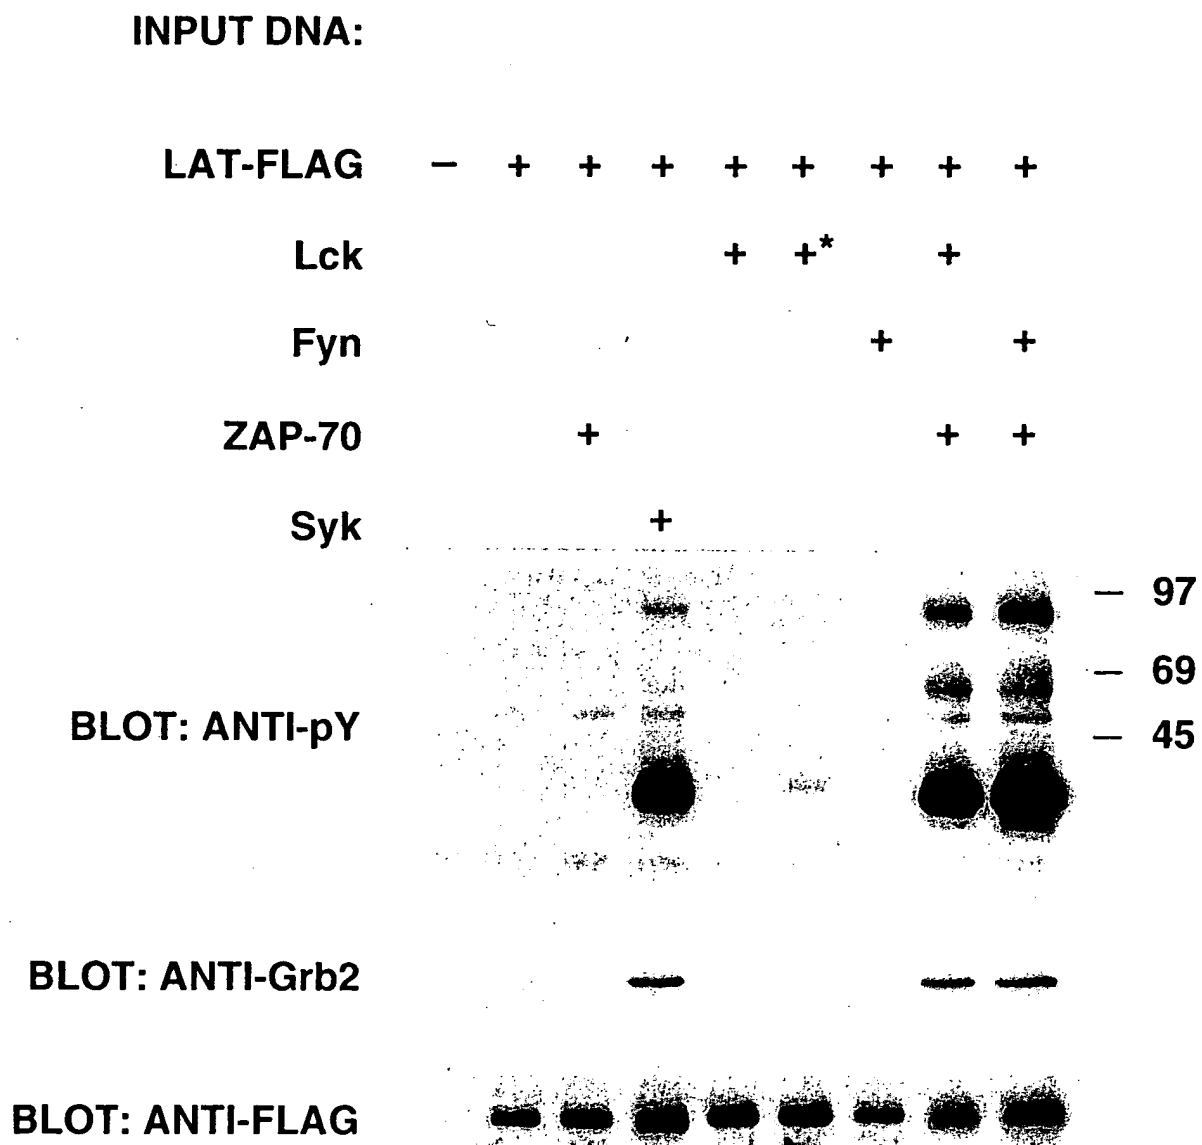 INPUT DNA:
LAT-FLAG − + + + + + + + +
Lck + +* +
Fyn + +
ZAP-70 + + +
Syk +
— 97
— 69
BLOT: ANTI-pY
— 45
BLOT: ANTI-Grb2
BLOT: ANTI-FLAG